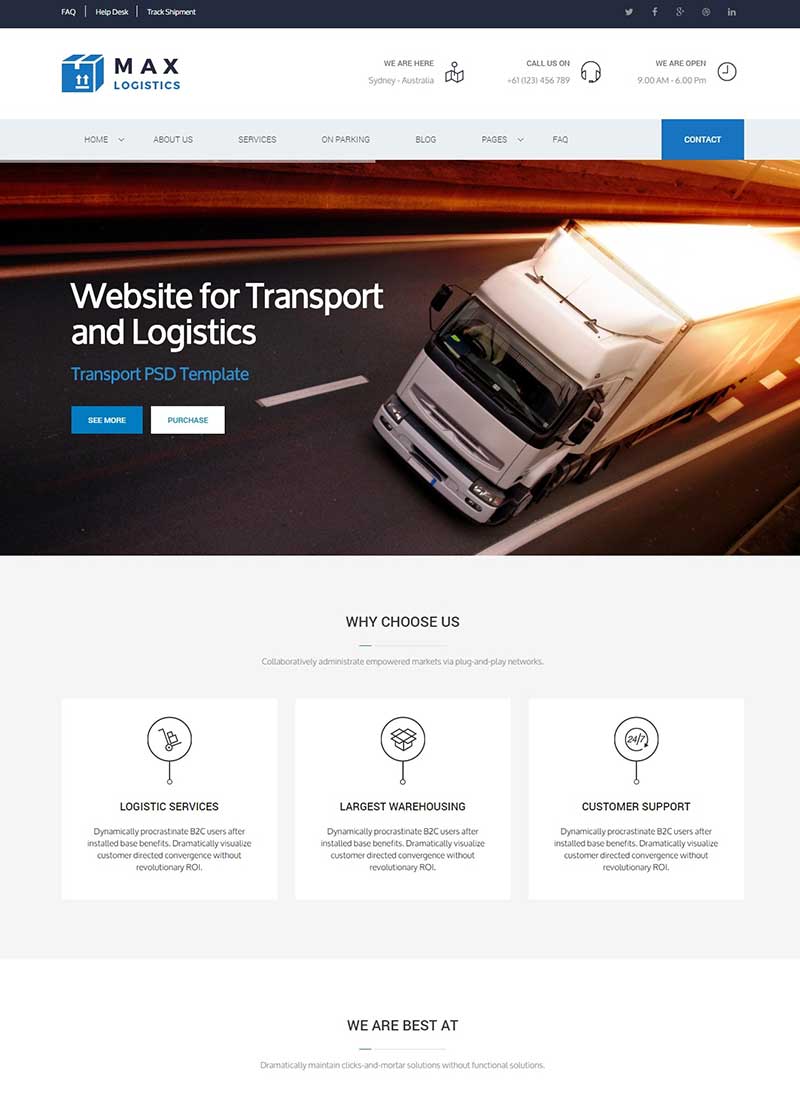 FAQ
Help Desk
Track Shipment
MAX
LOGISTICS
WE ARE HERE
Sydney - Australia
CALL US ON
+61 (123) 456 789
WE ARE OPEN
9.00 AM - 6.00 Pm
HOME
ABOUT US
SERVICES
ON PARKING
BLOG
PAGES
FAQ
CONTACT
Website for Transport
and Logistics
Transport PSD Template
SEE MORE
PURCHASE
WHY CHOOSE US
Collaboratively administrate empowered markets via plug-and-play networks.
LOGISTIC SERVICES
Dynamically procrastinate B2C users after
installed base benefits. Dramatically visualize
customer directed convergence without
revolutionary ROI.
LARGEST WAREHOUSING
Dynamically procrastinate B2C users after
installed base benefits. Dramatically visualize
customer directed convergence without
revolutionary ROI.
24/7
CUSTOMER SUPPORT
Dynamically procrastinate B2C users after
installed base benefits. Dramatically visualize
customer directed convergence without
revolutionary ROI.
WE ARE BEST AT
Dramatically maintain clicks-and-mortar solutions without functional solutions.